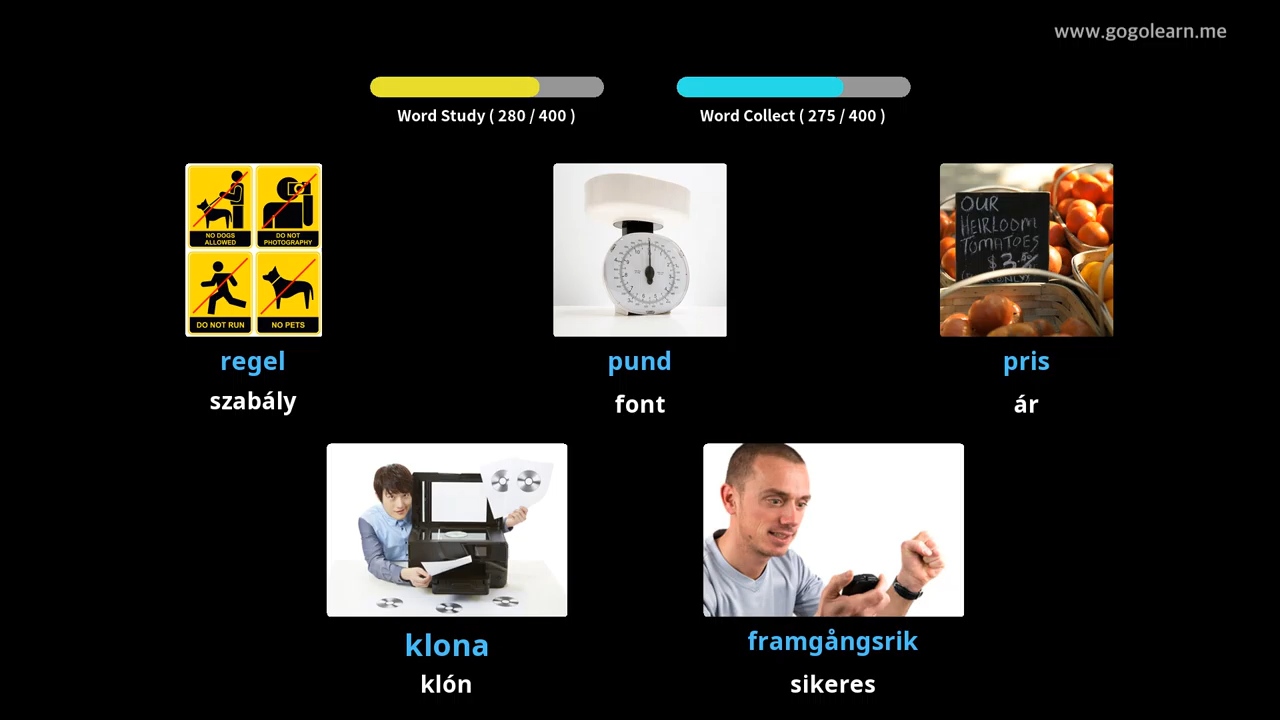 www.gogolearn.me
Word Study ( 280 / 400 )
Word Collect ( 275 / 400 )
NO DOGS
ALLOWED
DO NOT
PHOTOGRAPHY
DO NOT RUN
NO PETS
OUR
HEIRLOOM
TOMATOES
regel
pund
pris
szabály
font
ár
klona
framgångsrik
klón
sikeres